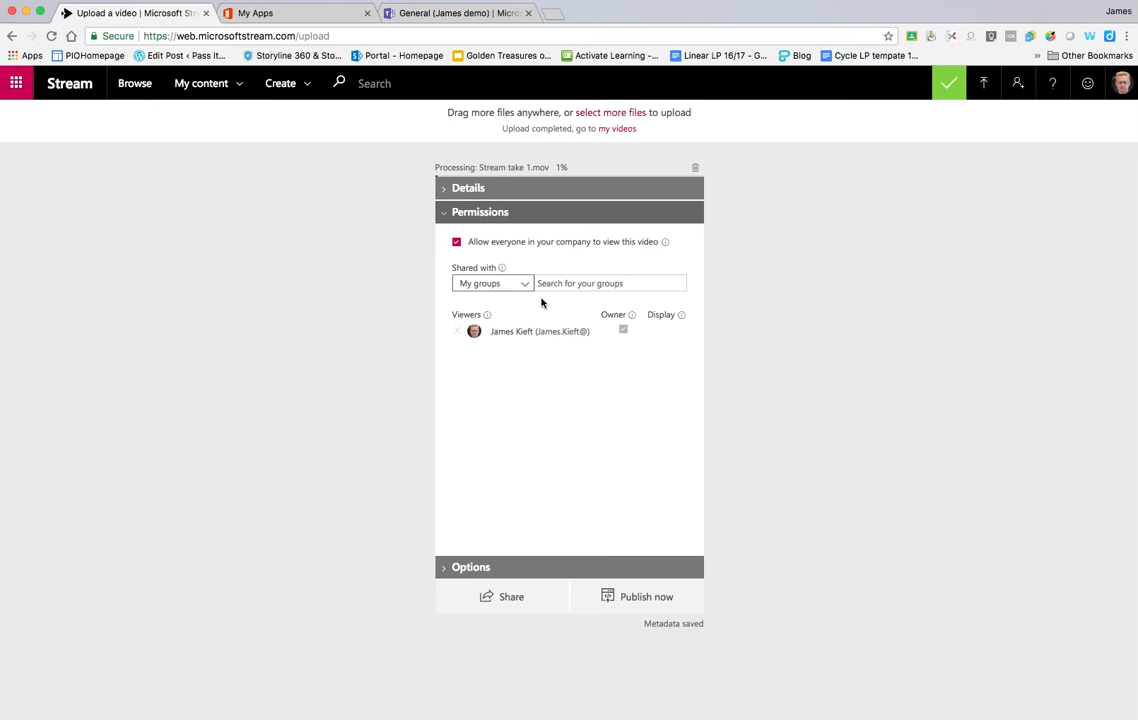 Upload a video | Microsoft Str
My Apps
General (James demo) | Micros
James
Secure
https://web.microsoftstream.com/upload
Apps
PIOHomepage
Edit Post ‹ Pass It...
Storyline 360 & Sto...
Portal - Homepage
Golden Treasures o...
Activate Learning -...
Linear LP 16/17 - G...
Blog
Cycle LP tempate 1...
»
Other Bookmarks
Stream
Browse
My content
Create
Search
Drag more files anywhere, or select more files to upload
Upload completed, go to my videos
Processing: Stream take 1.mov 1%
Details
Permissions
Allow everyone in your company to view this video
Shared with
My groups
Search for your groups
Viewers
Owner
Display
James Kieft (James.Kieft@)
Options
Share
Publish now
Metadata saved